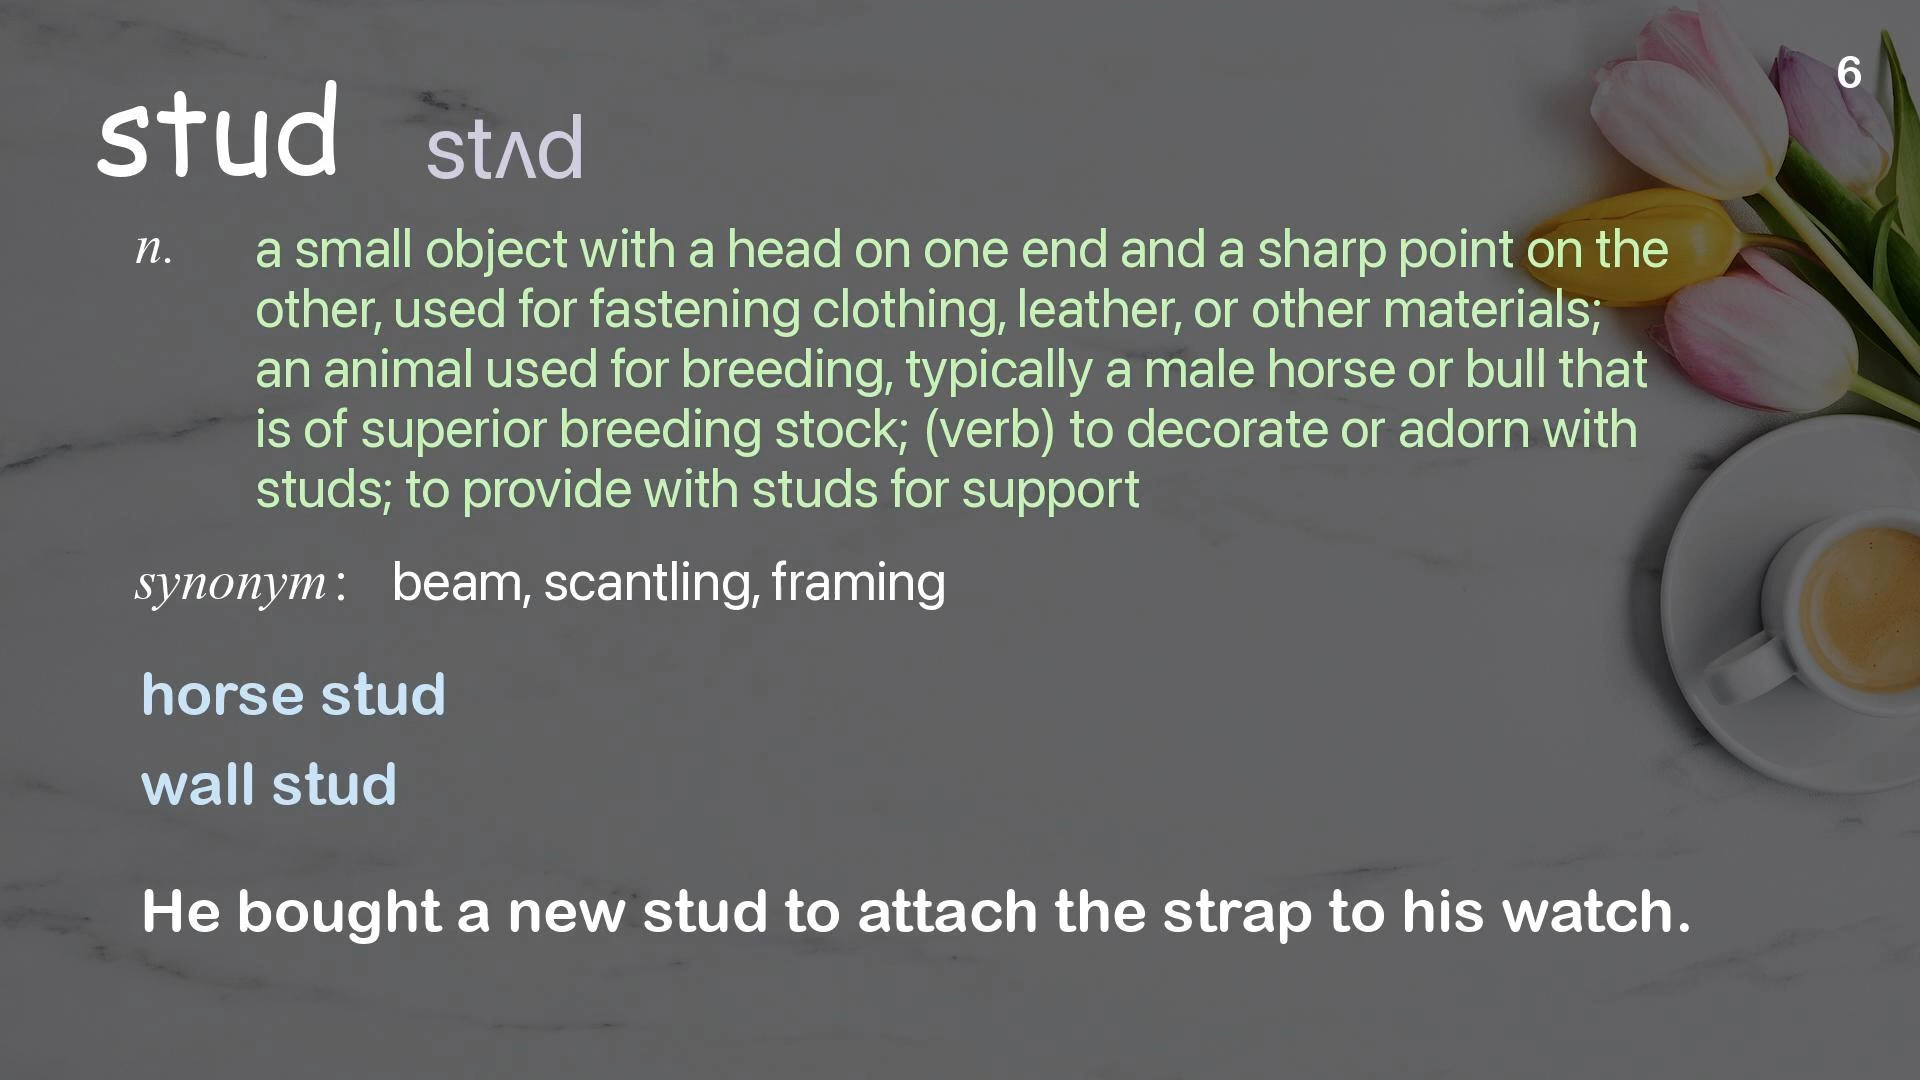 6
stud stʌd
n. a small object with a head on one end and a sharp point on the
other, used for fastening clothing, leather, or other materials;
an animal used for breeding, typically a male horse or bull that
is of superior breeding stock; (verb) to decorate or adorn with
studs; to provide with studs for support
synonym: beam, scantling, framing
horse stud
wall stud
He bought a new stud to attach the strap to his watch.